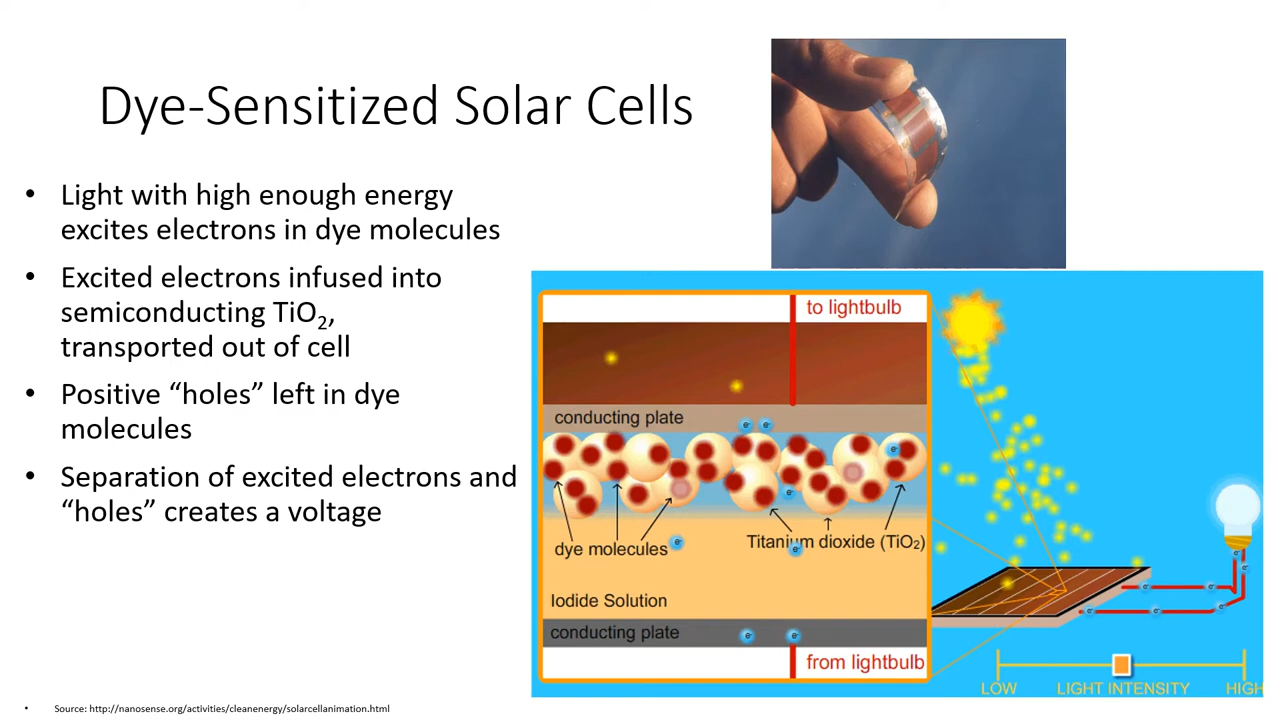 Dye-Sensitized Solar Cells
• Light with high enough energy
excites electrons in dye molecules
• Excited electrons infused into
semiconducting TiO₂,
transported out of cell
• Positive “holes” left in dye
molecules
• Separation of excited electrons and
“holes” creates a voltage
to lightbulb
conducting plate
e⁻ e⁻
e⁻
e⁻
dye molecules
e⁻
Titanium dioxide (TiO₂)
e⁻
Iodide Solution
conducting plate
e⁻ e⁻
from lightbulb
e⁻
e⁻
e⁻ e⁻
e⁻ e⁻ e⁻
LOW LIGHT INTENSITY HIGH
• Source: http://nanosense.org/activities/cleanenergy/solarcellanimation.html